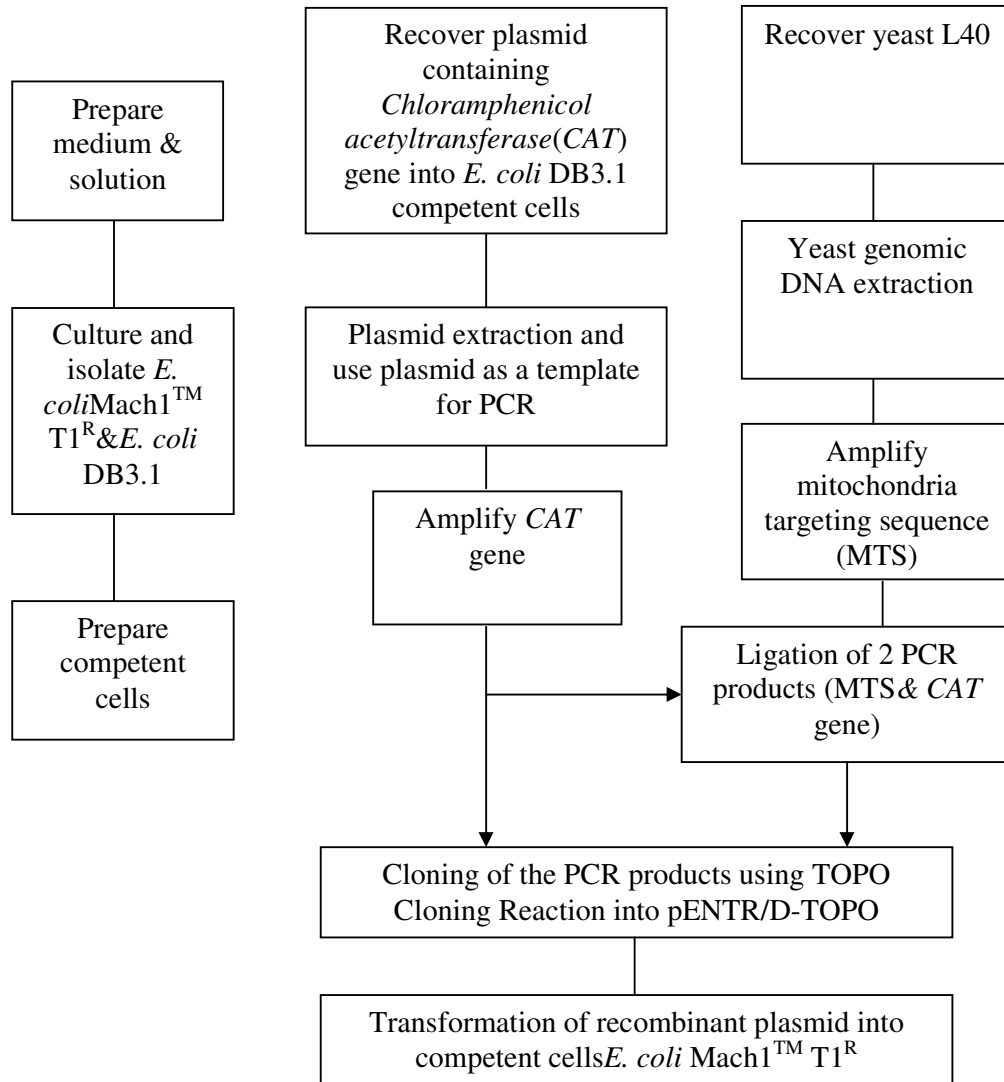 Prepare
medium &
solution
Culture and
isolate E.
coliMach1™
T1ᴿ&E. coli
DB3.1
Prepare
competent
cells
Recover plasmid
containing
Chloramphenicol
acetyltransferase(CAT)
gene into E. coli DB3.1
competent cells
Plasmid extraction and
use plasmid as a template
for PCR
Amplify CAT
gene
Recover yeast L40
Yeast genomic
DNA extraction
Amplify
mitochondria
targeting sequence
(MTS)
Ligation of 2 PCR
products (MTS& CAT
gene)
Cloning of the PCR products using TOPO
Cloning Reaction into pENTR/D-TOPO
Transformation of recombinant plasmid into
competent cellsE. coli Mach1™ T1ᴿ